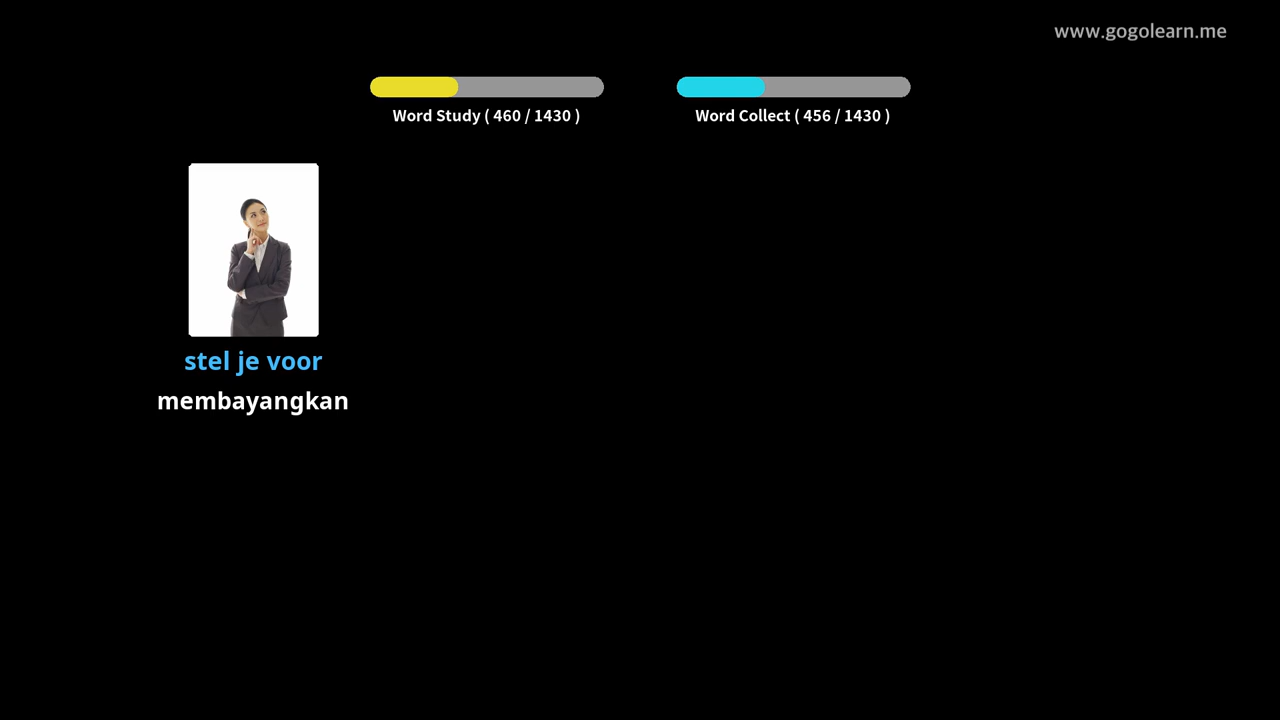 www.gogolearn.me
Word Study ( 460 / 1430 )
Word Collect ( 456 / 1430 )
stel je voor
membayangkan